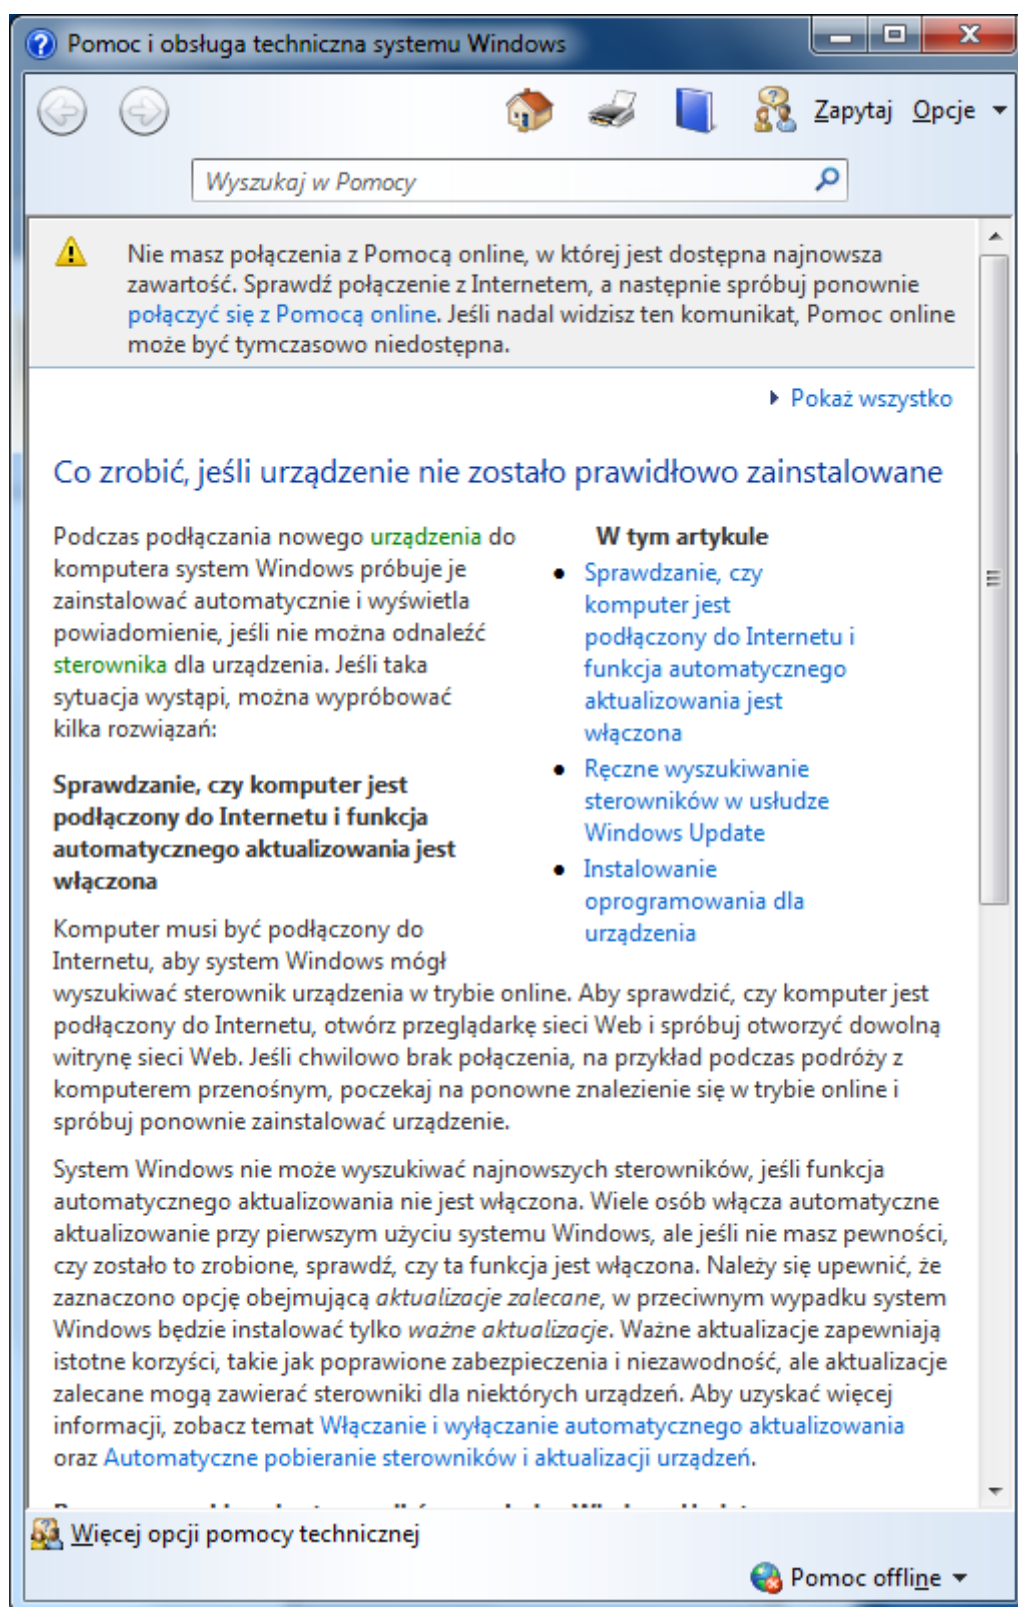 Pomoc i obsługa techniczna systemu Windows
Zapytaj Opcje
Wyszukaj w Pomocy
Nie masz połączenia z Pomocą online, w której jest dostępna najnowsza
zawartość. Sprawdź połączenie z Internetem, a następnie spróbuj ponownie
połączyć się z Pomocą online. Jeśli nadal widzisz ten komunikat, Pomoc online
może być tymczasowo niedostępna.
Pokaż wszystko
Co zrobić, jeśli urządzenie nie zostało prawidłowo zainstalowane
Podczas podłączania nowego urządzenia do
komputera system Windows próbuje je
zainstalować automatycznie i wyświetla
powiadomienie, jeśli nie można odnaleźć
sterownika dla urządzenia. Jeśli taka
sytuacja wystąpi, można wypróbować
kilka rozwiązań:
W tym artykule
• Sprawdzanie, czy
komputer jest
podłączony do Internetu i
funkcja automatycznego
aktualizowania jest
włączona
• Ręczne wyszukiwanie
sterowników w usłudze
Windows Update
• Instalowanie
oprogramowania dla
urządzenia
Sprawdzanie, czy komputer jest
podłączony do Internetu i funkcja
automatycznego aktualizowania jest
włączona
Komputer musi być podłączony do
Internetu, aby system Windows mógł
wyszukiwać sterownik urządzenia w trybie online. Aby sprawdzić, czy komputer jest
podłączony do Internetu, otwórz przeglądarkę sieci Web i spróbuj otworzyć dowolną
witrynę sieci Web. Jeśli chwilowo brak połączenia, na przykład podczas podróży z
komputerem przenośnym, poczekaj na ponowne znalezienie się w trybie online i
spróbuj ponownie zainstalować urządzenie.
System Windows nie może wyszukiwać najnowszych sterowników, jeśli funkcja
automatycznego aktualizowania nie jest włączona. Wiele osób włącza automatyczne
aktualizowanie przy pierwszym użyciu systemu Windows, ale jeśli nie masz pewności,
czy zostało to zrobione, sprawdź, czy ta funkcja jest włączona. Należy się upewnić, że
zaznaczono opcję obejmującą aktualizacje zalecane, w przeciwnym wypadku system
Windows będzie instalować tylko ważne aktualizacje. Ważne aktualizacje zapewniają
istotne korzyści, takie jak poprawione zabezpieczenia i niezawodność, ale aktualizacje
zalecane mogą zawierać sterowniki dla niektórych urządzeń. Aby uzyskać więcej
informacji, zobacz temat Włączanie i wyłączanie automatycznego aktualizowania
oraz Automatyczne pobieranie sterowników i aktualizacji urządzeń.
Więcej opcji pomocy technicznej
Pomoc offline